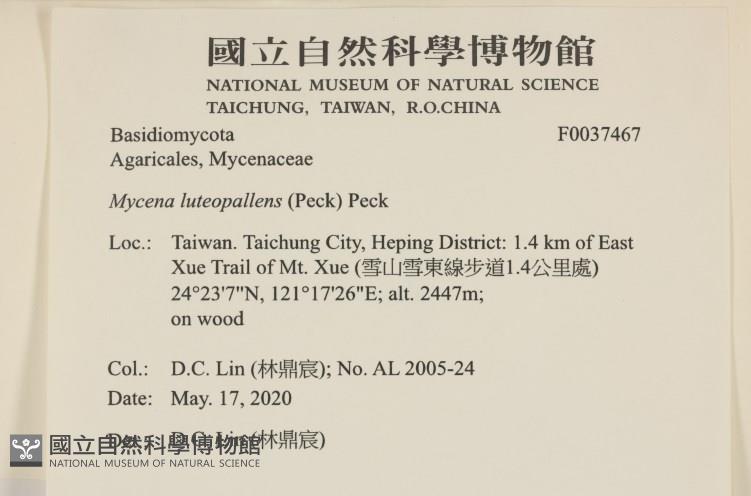 國立自然科學博物館
NATIONAL MUSEUM OF NATURAL SCIENCE
TAICHUNG, TAIWAN, R.O.CHINA
Basidiomycota F0037467
Agaricales, Mycenaceae
Mycena luteopallens (Peck) Peck
Loc.: Taiwan. Taichung City, Heping District: 1.4 km of East
Xue Trail of Mt. Xue (雪山雪東線步道1.4公里處)
24°23'7"N, 121°17'26"E; alt. 2447m;
on wood
Col.: D.C. Lin (林鼎宸); No. AL 2005-24
Date: May. 17, 2020
Det.: D.C. Lin (林鼎宸)
國立自然科學博物館
NATIONAL MUSEUM OF NATURAL SCIENCE